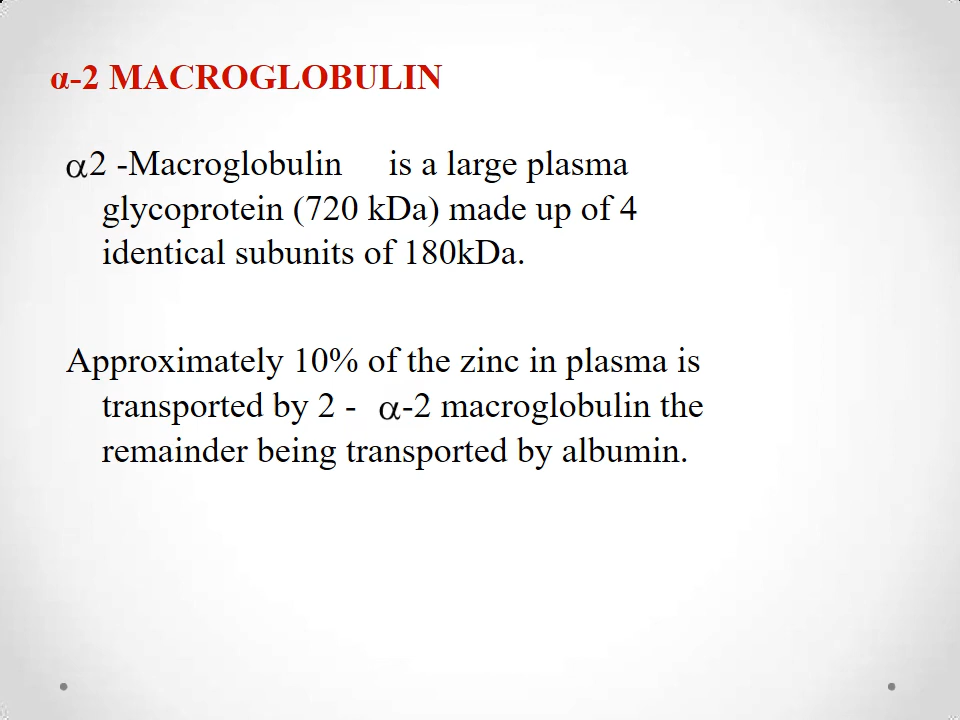 α-2 MACROGLOBULIN
α2 -Macroglobulin is a large plasma
glycoprotein (720 kDa) made up of 4
identical subunits of 180kDa.
Approximately 10% of the zinc in plasma is
transported by 2 - α-2 macroglobulin the
remainder being transported by albumin.